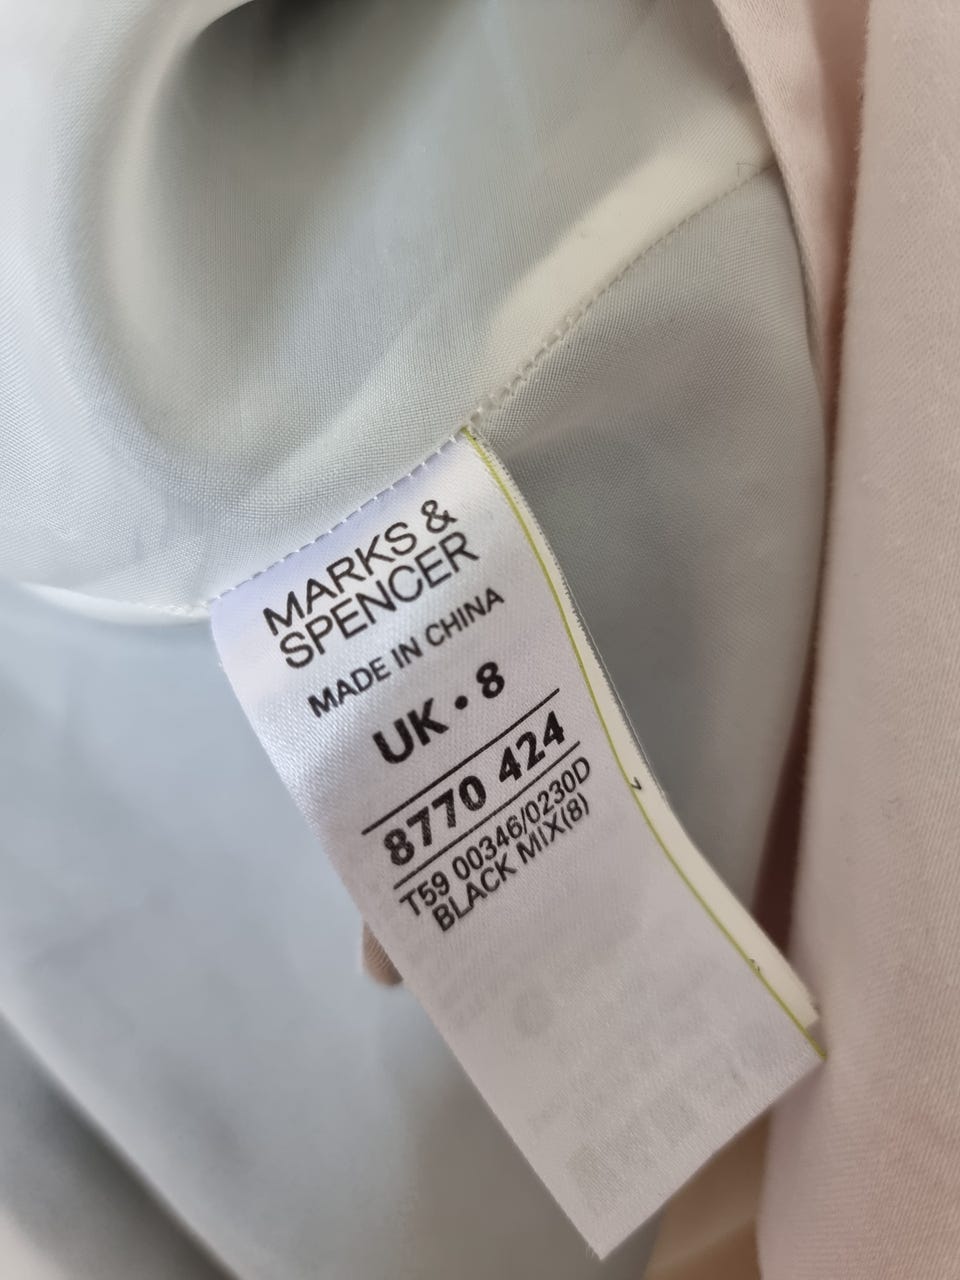 MARKS &
SPENCER
MADE IN CHINA
UK • 8
8770 424
T59 00346/0230D
BLACK MIX(8)